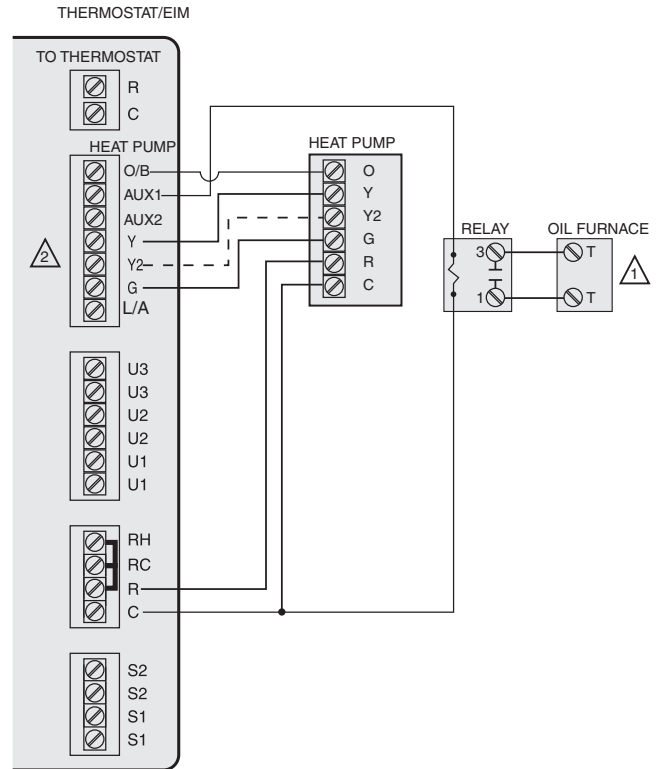 THERMOSTAT/EIM
TO THERMOSTAT
R
C
HEAT PUMP
O/B
AUX1
AUX2
Y
Y2
G
L/A
2
U3
U3
U2
U2
U1
U1
RH
RC
R
C
S2
S2
S1
S1
HEAT PUMP
O
Y
Y2
G
R
C
RELAY
3
1
OIL FURNACE
T
T
1